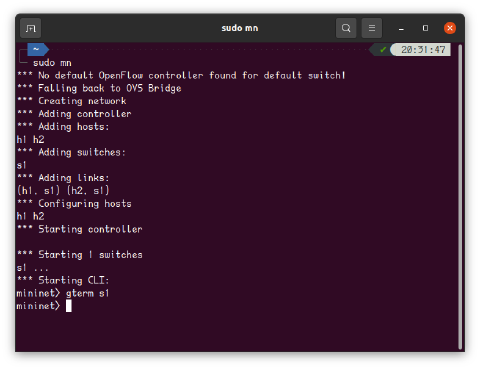 sudo mn
~ ✔ 20:31:47
sudo mn
*** No default OpenFlow controller found for default switch!
*** Falling back to OVS Bridge
*** Creating network
*** Adding controller
*** Adding hosts:
h1 h2
*** Adding switches:
s1
*** Adding links:
(h1, s1) (h2, s1)
*** Configuring hosts
h1 h2
*** Starting controller
*** Starting 1 switches
s1 ...
*** Starting CLI:
mininet> gterm s1
mininet>